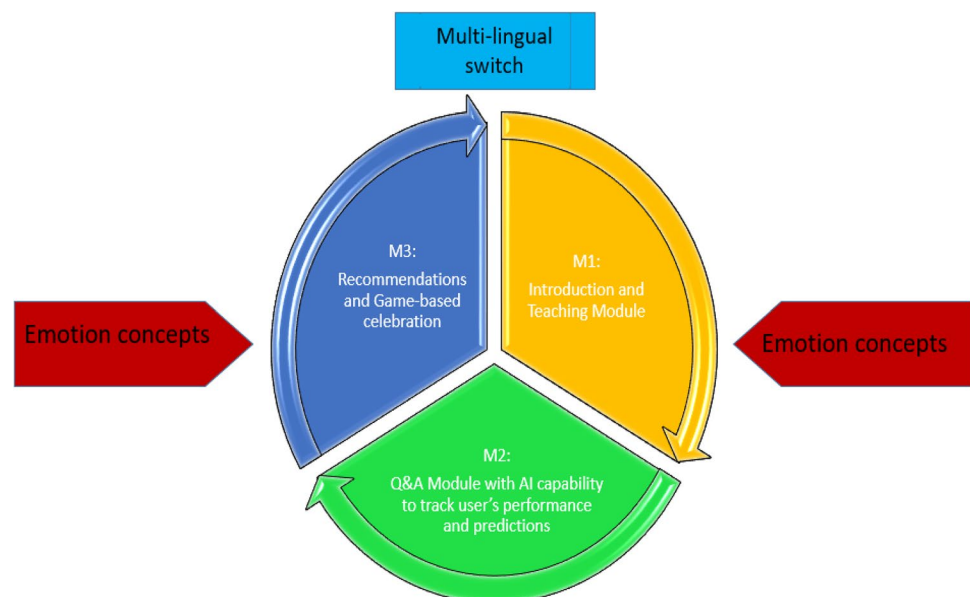 Multi-lingual
switch
M3:
Recommendations
and Game-based
celebration
M1:
Introduction and
Teaching Module
Emotion concepts
Emotion concepts
M2:
Q&A Module with AI capability
to track user's performance
and predictions